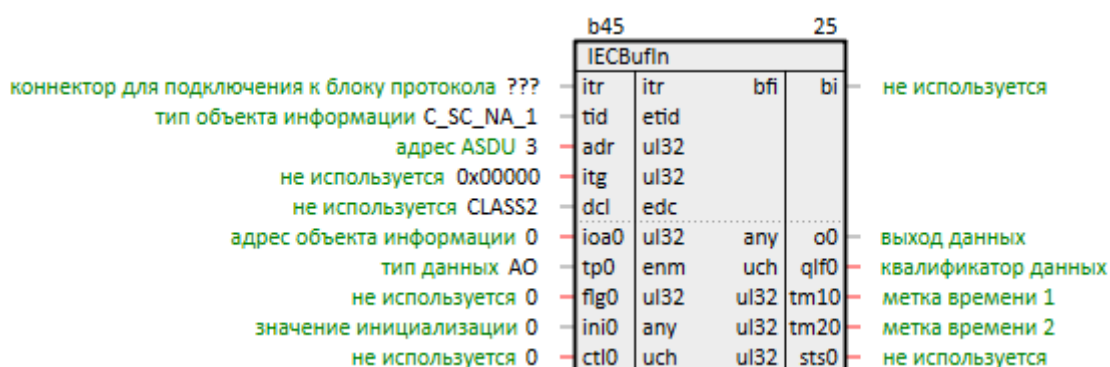 b45 25
IECBufIn
коннектор для подключения к блоку протокола ??? itr itr bfi bi не используется
тип объекта информации C_SC_NA_1 tid etid
адрес ASDU 3 adr ul32
не используется 0x00000 itg ul32
не используется CLASS2 dcl edc
адрес объекта информации 0 ioa0 ul32 any o0 выход данных
тип данных AO tp0 enm uch qlf0 квалификатор данных
не используется 0 flg0 ul32 ul32 tm10 метка времени 1
значение инициализации 0 ini0 any ul32 tm20 метка времени 2
не используется 0 ctl0 uch ul32 sts0 не используется